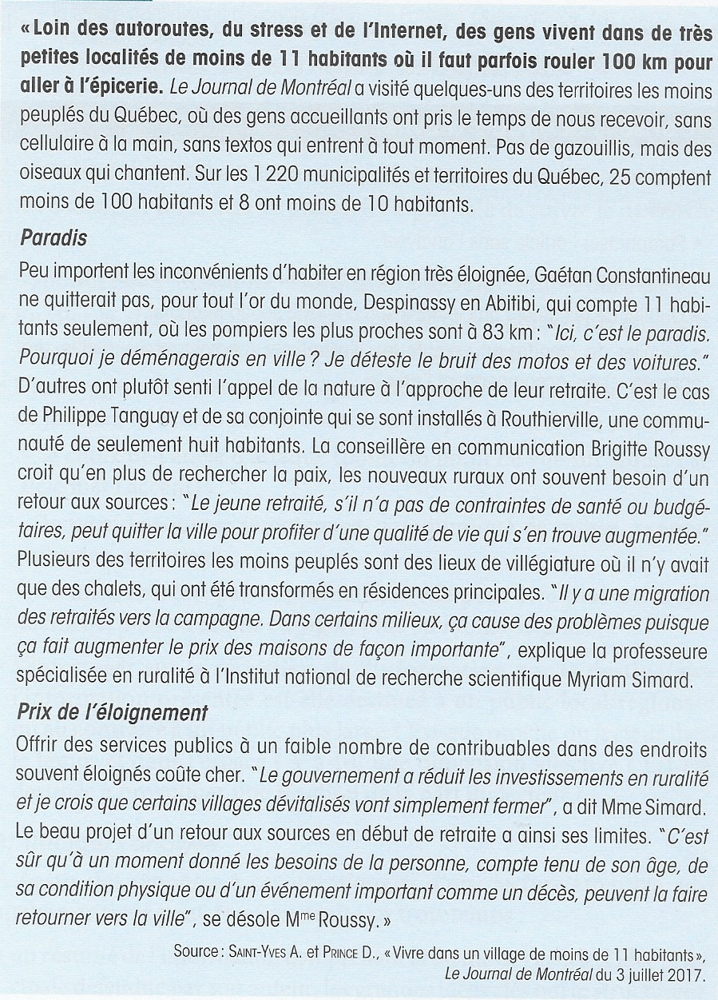 « Loin des autoroutes, du stress et de l'Internet, des gens vivent dans de très
petites localités de moins de 11 habitants où il faut parfois rouler 100 km pour
aller à l'épicerie. Le Journal de Montréal a visité quelques-uns des territoires les moins
peuplés du Québec, où des gens accueillants ont pris le temps de nous recevoir, sans
cellulaire à la main, sans textos qui entrent à tout moment. Pas de gazouillis, mais des
oiseaux qui chantent. Sur les 1 220 municipalités et territoires du Québec, 25 comptent
moins de 100 habitants et 8 ont moins de 10 habitants.
Paradis
Peu importent les inconvénients d'habiter en région très éloignée, Gaétan Constantineau
ne quitterait pas, pour tout l'or du monde, Despinassy en Abitibi, qui compte 11 habi-
tants seulement, où les pompiers les plus proches sont à 83 km : "Ici, c'est le paradis.
Pourquoi je déménagerais en ville ? Je déteste le bruit des motos et des voitures."
D'autres ont plutôt senti l'appel de la nature à l'approche de leur retraite. C'est le cas
de Philippe Tanguay et de sa conjointe qui se sont installés à Routhierville, une commu-
nauté de seulement huit habitants. La conseillère en communication Brigitte Roussy
croit qu'en plus de rechercher la paix, les nouveaux ruraux ont souvent besoin d'un
retour aux sources : "Le jeune retraité, s'il n'a pas de contraintes de santé ou budgé-
taires, peut quitter la ville pour profiter d'une qualité de vie qui s'en trouve augmentée."
Plusieurs des territoires les moins peuplés sont des lieux de villégiature où il n'y avait
que des chalets, qui ont été transformés en résidences principales. "Il y a une migration
des retraités vers la campagne. Dans certains milieux, ça cause des problèmes puisque
ça fait augmenter le prix des maisons de façon importante", explique la professeure
spécialisée en ruralité à l'Institut national de recherche scientifique Myriam Simard.
Prix de l'éloignement
Offrir des services publics à un faible nombre de contribuables dans des endroits
souvent éloignés coûte cher. "Le gouvernement a réduit les investissements en ruralité
et je crois que certains villages dévitalisés vont simplement fermer", a dit Mme Simard.
Le beau projet d'un retour aux sources en début de retraite a ainsi ses limites. "C'est
sûr qu'à un moment donné les besoins de la personne, compte tenu de son âge, de
sa condition physique ou d'un événement important comme un décès, peuvent la faire
retourner vers la ville", se désole Mme Roussy. »
Source : SAINT-YVES A. et PRINCE D., « Vivre dans un village de moins de 11 habitants »,
Le Journal de Montréal du 3 juillet 2017.